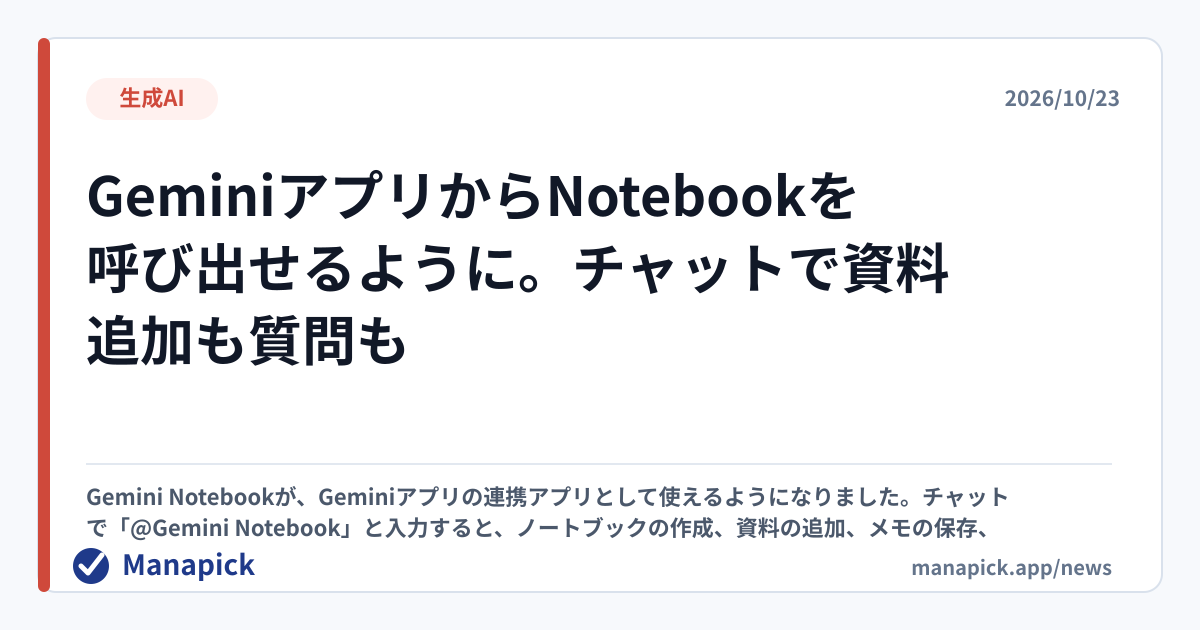 生成AI
2026/10/23
GeminiアプリからNotebookを
呼び出せるように。チャットで資料
追加も質問も
Gemini Notebookが、Geminiアプリの連携アプリとして使えるようになりました。チャット
で「@Gemini Notebook」と入力すると、ノートブックの作成、資料の追加、メモの保存、
Manapick
manapick.app/news